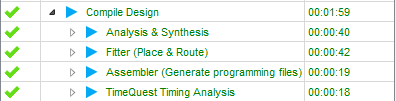 Compile Design 00:01:59
Analysis & Synthesis 00:00:40
Fitter (Place & Route) 00:00:42
Assembler (Generate programming files) 00:00:19
TimeQuest Timing Analysis 00:00:18